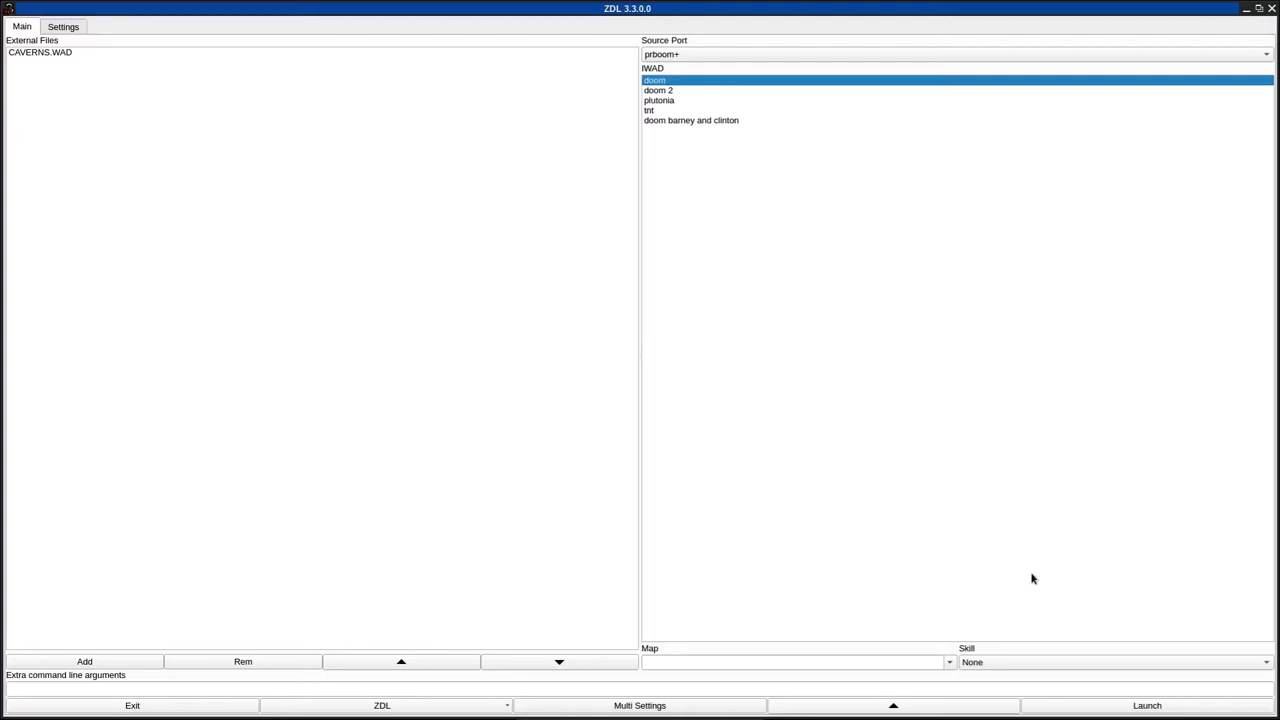 ZDL 3.3.0.0
Main Settings
External Files
CAVERNS.WAD
Source Port
prboom+
IWAD
doom
doom 2
plutonia
tnt
doom barney and clinton
Add Rem
Map Skill
None
Extra command line arguments
Exit ZDL Multi Settings Launch